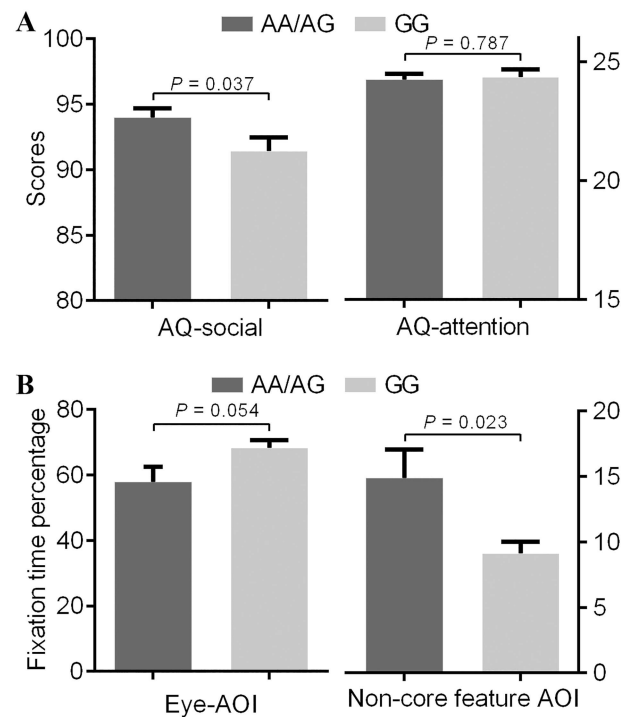 A
AA/AG GG
P = 0.037
P = 0.787
Scores
100
95
90
85
80
25
20
15
AQ-social
AQ-attention
B
AA/AG GG
P = 0.054
P = 0.023
Fixation time percentage
80
60
40
20
0
20
15
10
5
0
Eye-AOI
Non-core feature AOI